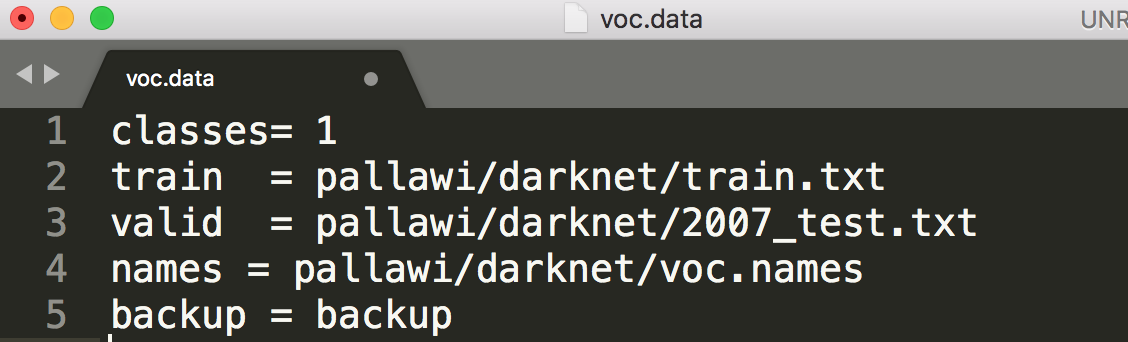 voc.data
UNR
voc.data
1 classes= 1
2 train  = pallawi/darknet/train.txt
3 valid  = pallawi/darknet/2007_test.txt
4 names = pallawi/darknet/voc.names
5 backup = backup